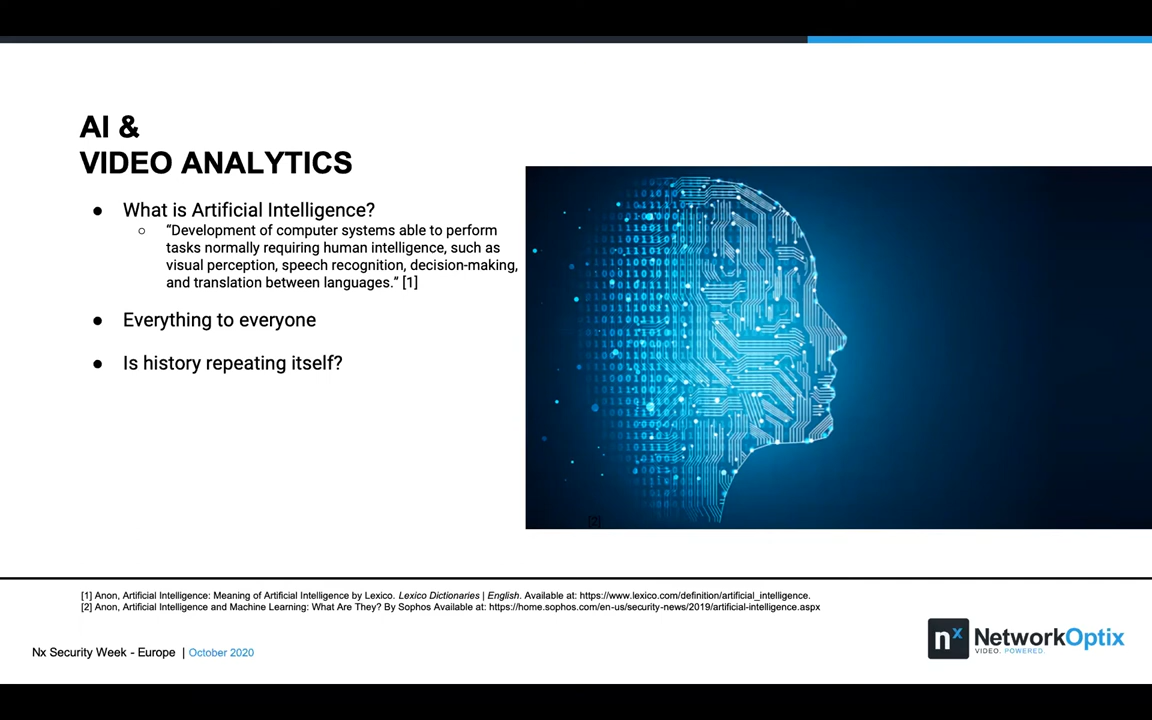 AI &
VIDEO ANALYTICS
● What is Artificial Intelligence?
○ “Development of computer systems able to perform
tasks normally requiring human intelligence, such as
visual perception, speech recognition, decision-making,
and translation between languages.” [1]
● Everything to everyone
● Is history repeating itself?
[2]
[1] Anon, Artificial Intelligence: Meaning of Artificial Intelligence by Lexico. Lexico Dictionaries | English. Available at: https://www.lexico.com/definition/artificial_intelligence.
[2] Anon, Artificial Intelligence and Machine Learning: What Are They? By Sophos Available at: https://home.sophos.com/en-us/security-news/2019/artificial-intelligence.aspx
Nx Security Week - Europe | October 2020
nx NetworkOptix
VIDEO. POWERED.